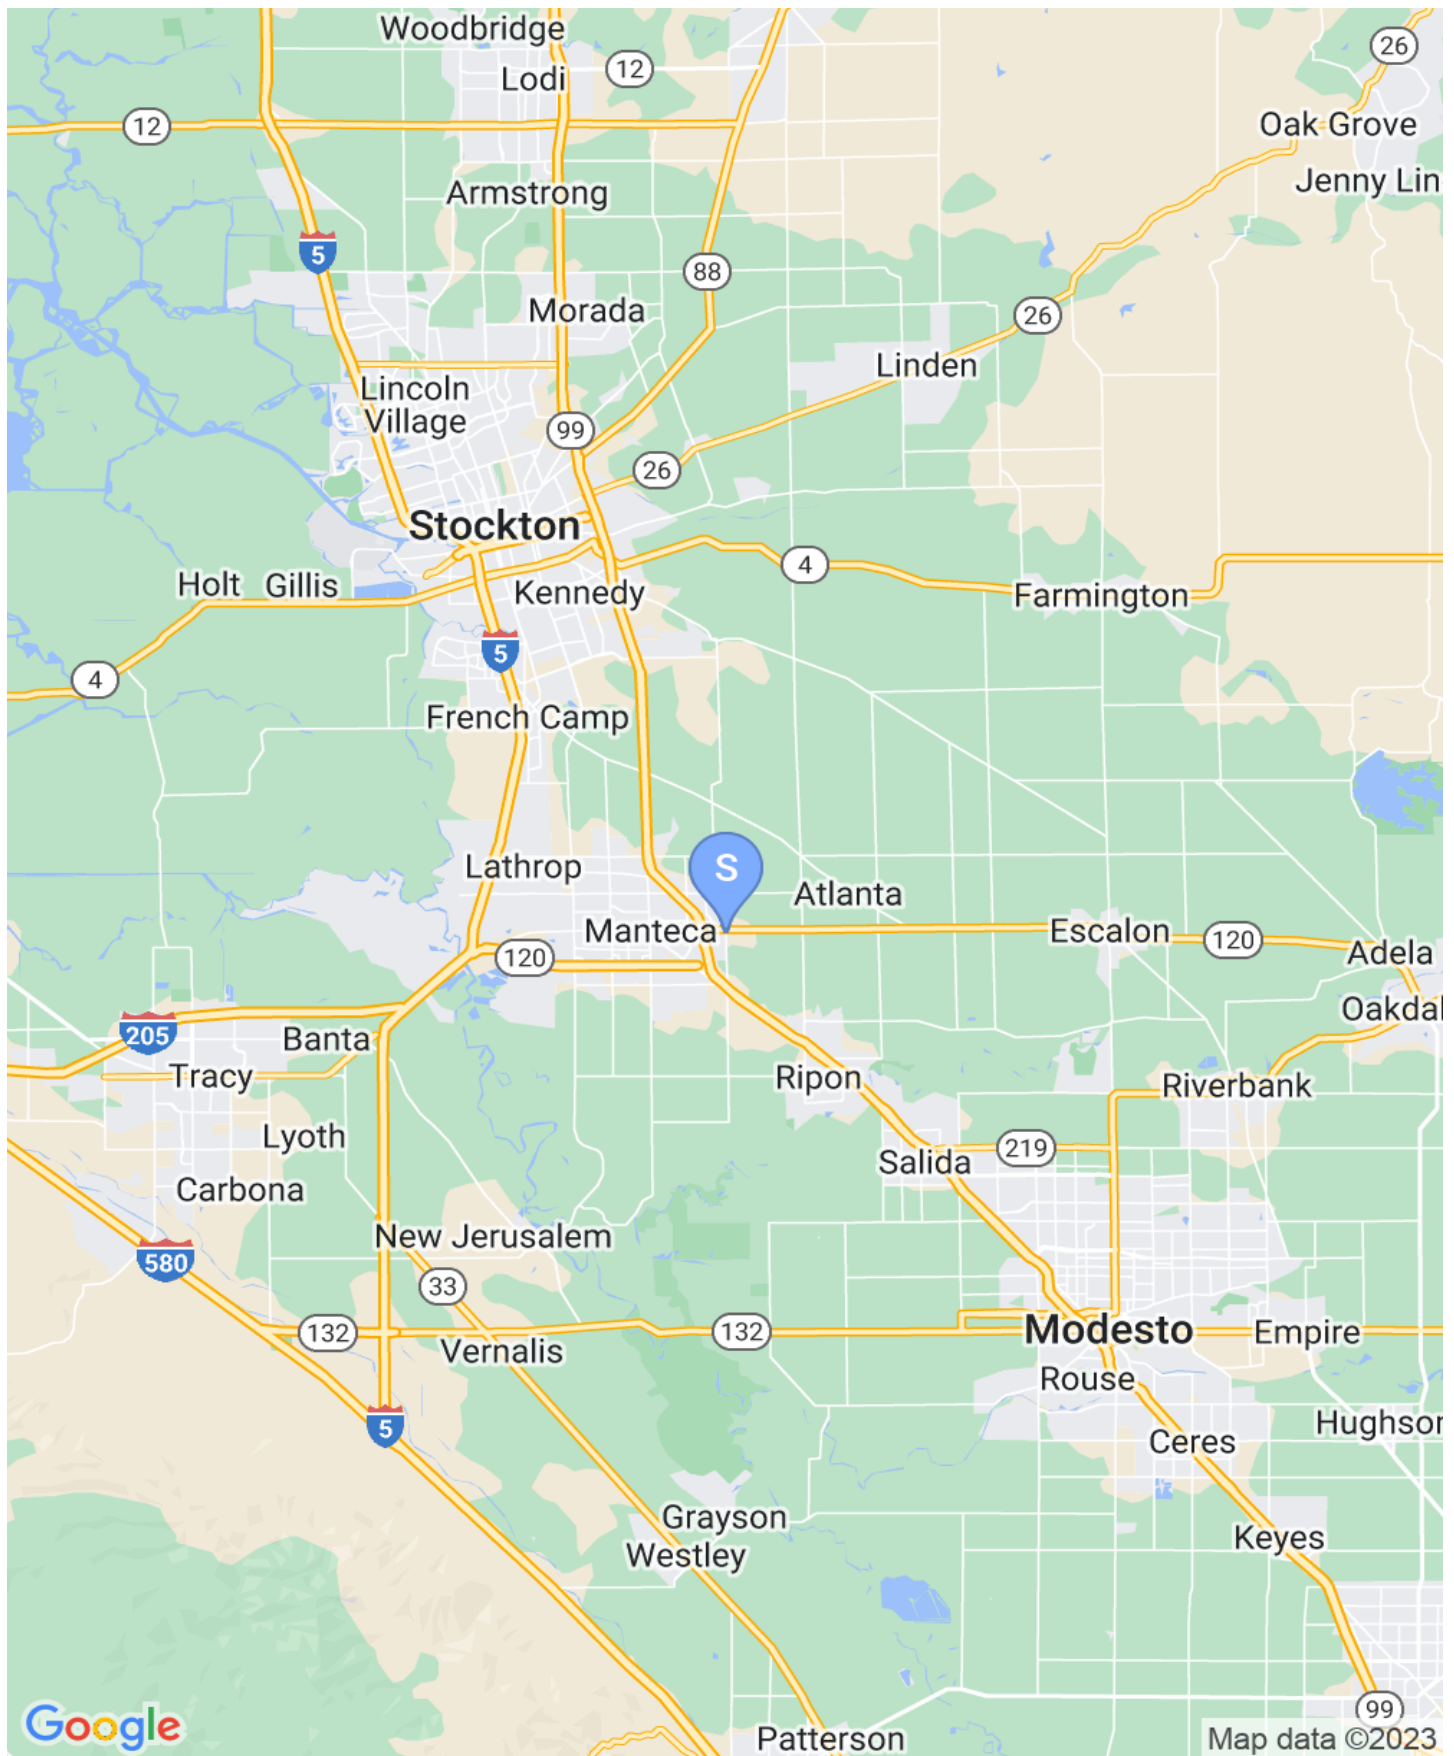 Woodbridge
26
Lodi
12
12
Oak Grove
Jenny Lin
Armstrong
5
88
Morada
26
Linden
Lincoln
Village
99
26
Stockton
4
Holt
Gillis
Kennedy
Farmington
5
4
French Camp
Lathrop
S
Atlanta
Manteca
Escalon
120
120
Adela
Oakdal
205
Banta
Tracy
Ripon
Riverbank
Lyoth
219
Salida
Carbona
New Jerusalem
580
33
132
132
Modesto
Empire
Vernalis
Rouse
5
Hughson
Ceres
Grayson
Keyes
Westley
99
Google
Patterson
Map data ©2023